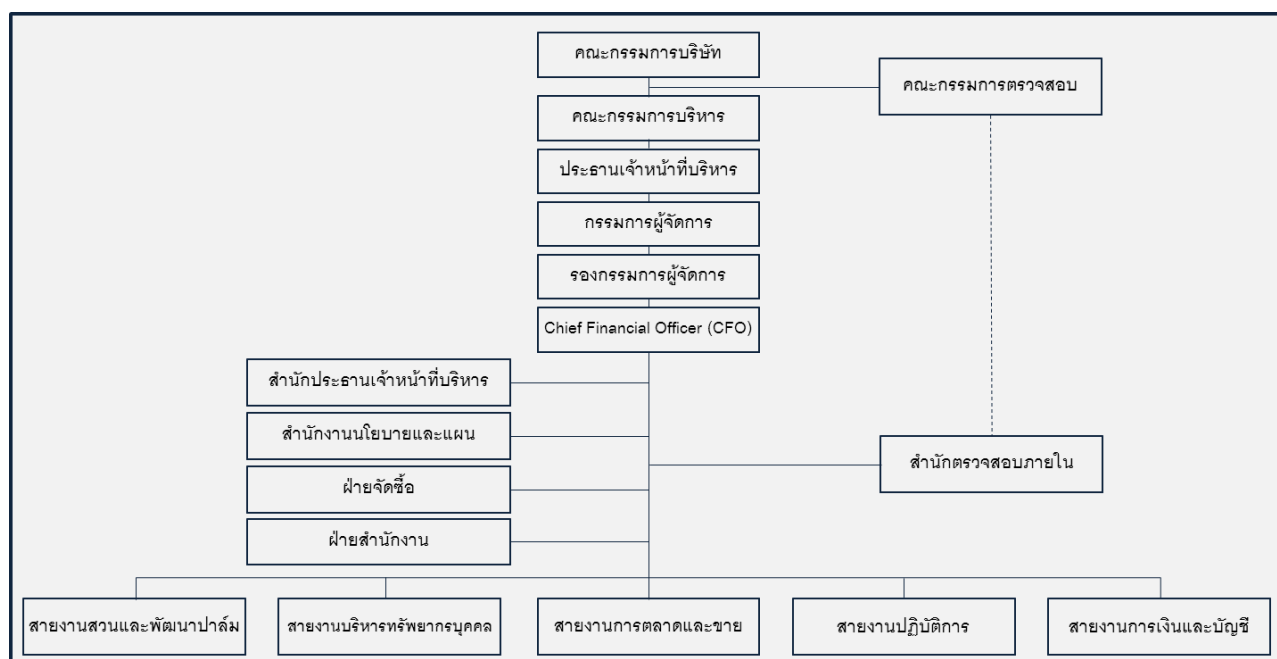 คณะกรรมการบริษัท
คณะกรรมการตรวจสอบ
คณะกรรมการบริหาร
ประธานเจ้าหน้าที่บริหาร
กรรมการผู้จัดการ
รองกรรมการผู้จัดการ
Chief Financial Officer (CFO)
สำนักประธานเจ้าหน้าที่บริหาร
สำนักงานนโยบายและแผน
สำนักตรวจสอบภายใน
ฝ่ายจัดซื้อ
ฝ่ายสำนักงาน
สายงานสวนและพัฒนาปาล์ม
สายงานบริหารทรัพยากรบุคคล
สายงานการตลาดและขาย
สายงานปฏิบัติการ
สายงานการเงินและบัญชี